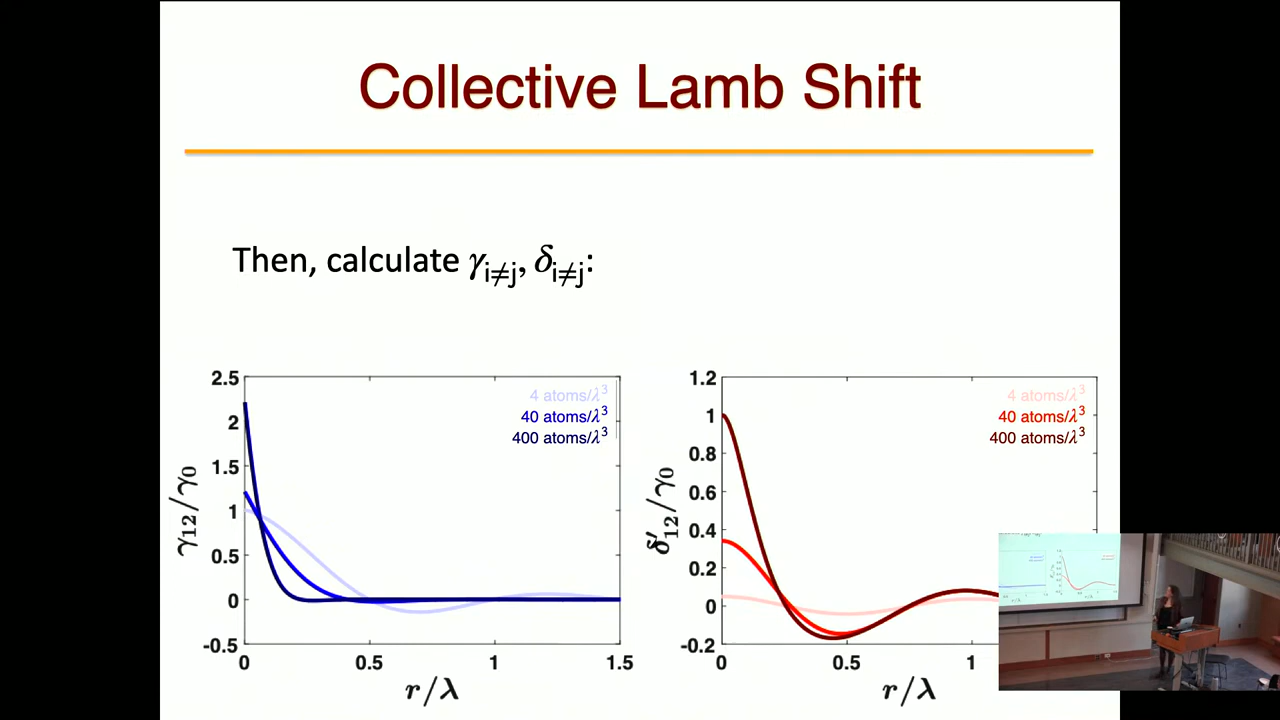 Collective Lamb Shift
Then, calculate γi≠j, δi≠j:
2.5
2
1.5
1
0.5
0
-0.5
γ12/γ0
4 atoms/λ³
40 atoms/λ³
400 atoms/λ³
0
0.5
1
1.5
r/λ
1.2
1
0.8
0.6
0.4
0.2
0
-0.2
δ′12/γ0
4 atoms/λ³
40 atoms/λ³
400 atoms/λ³
0
0.5
1
r/λ